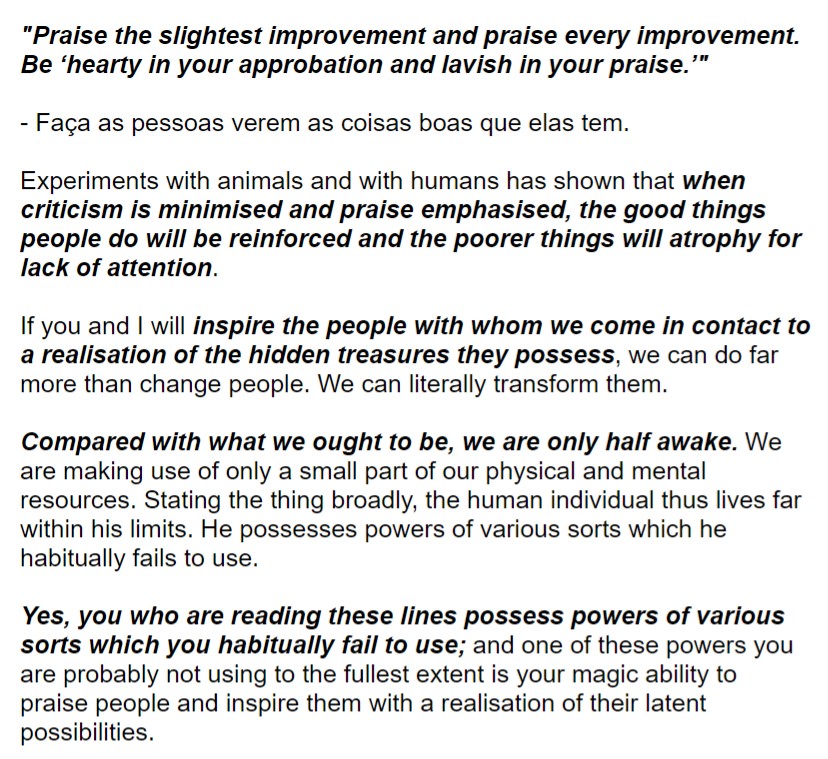 "Praise the slightest improvement and praise every improvement.
Be ‘hearty in your approbation and lavish in your praise.’"
- Faça as pessoas verem as coisas boas que elas tem.
Experiments with animals and with humans has shown that when
criticism is minimised and praise emphasised, the good things
people do will be reinforced and the poorer things will atrophy for
lack of attention.
If you and I will inspire the people with whom we come in contact to
a realisation of the hidden treasures they possess, we can do far
more than change people. We can literally transform them.
Compared with what we ought to be, we are only half awake. We
are making use of only a small part of our physical and mental
resources. Stating the thing broadly, the human individual thus lives far
within his limits. He possesses powers of various sorts which he
habitually fails to use.
Yes, you who are reading these lines possess powers of various
sorts which you habitually fail to use; and one of these powers you
are probably not using to the fullest extent is your magic ability to
praise people and inspire them with a realisation of their latent
possibilities.